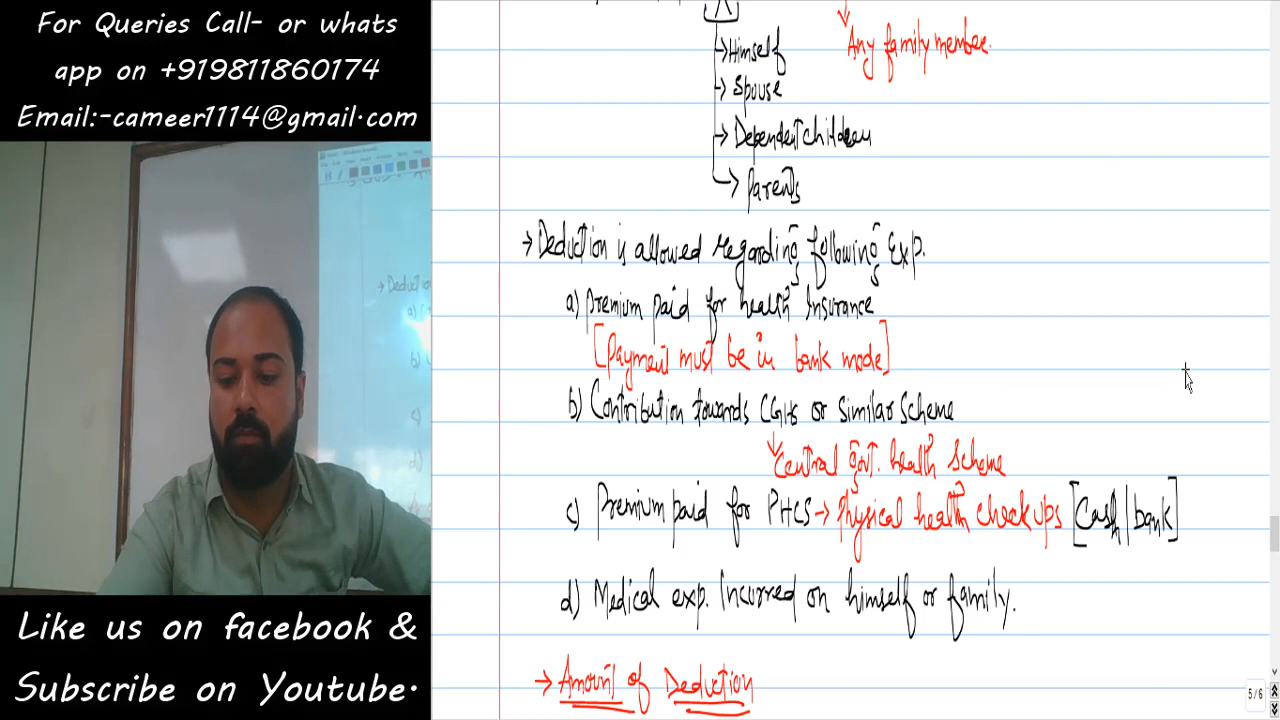 For Queries Call- or whats
app on +919811860174
Email:-cameer1114@gmail.com
Himself
Any family member.
Spouse
Dependent children
Parents
→ Deduction is allowed regarding following Exp.
a) Premium paid for health Insurance
[Payment must be in bank mode]
b) Contribution towards CGHS or Similar Scheme
Central govt. health Scheme
c) Premium paid for PHCS → Physical health checkups [Cash/bank]
d) Medical exp. Incurred on himself or family.
→ Amount of Deduction
Like us on facebook &
Subscribe on Youtube.
5/6